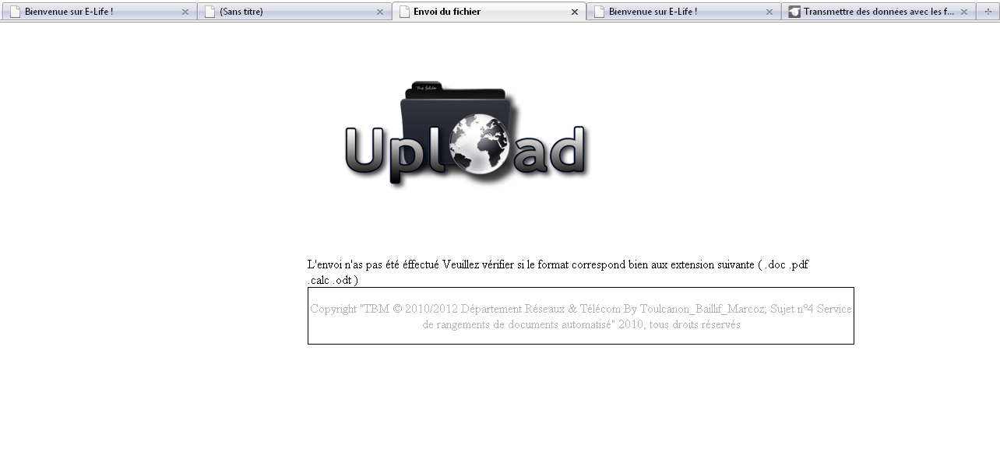 Bienvenue sur E-Life !
(Sans titre)
Envoi du fichier
Bienvenue sur E-Life !
Transmettre des données avec les f...
The folder
Upload
L'envoi n'as pas été éffectué Veuillez vérifier si le format correspond bien aux extension suivante ( .doc .pdf
.calc .odt )
Copyright "TBM © 2010/2012 Département Réseaux & Télécom By Toulcanon_Baillif_Marcoz; Sujet n°4 Service
de rangements de documents automatisé" 2010, tous droits réservés